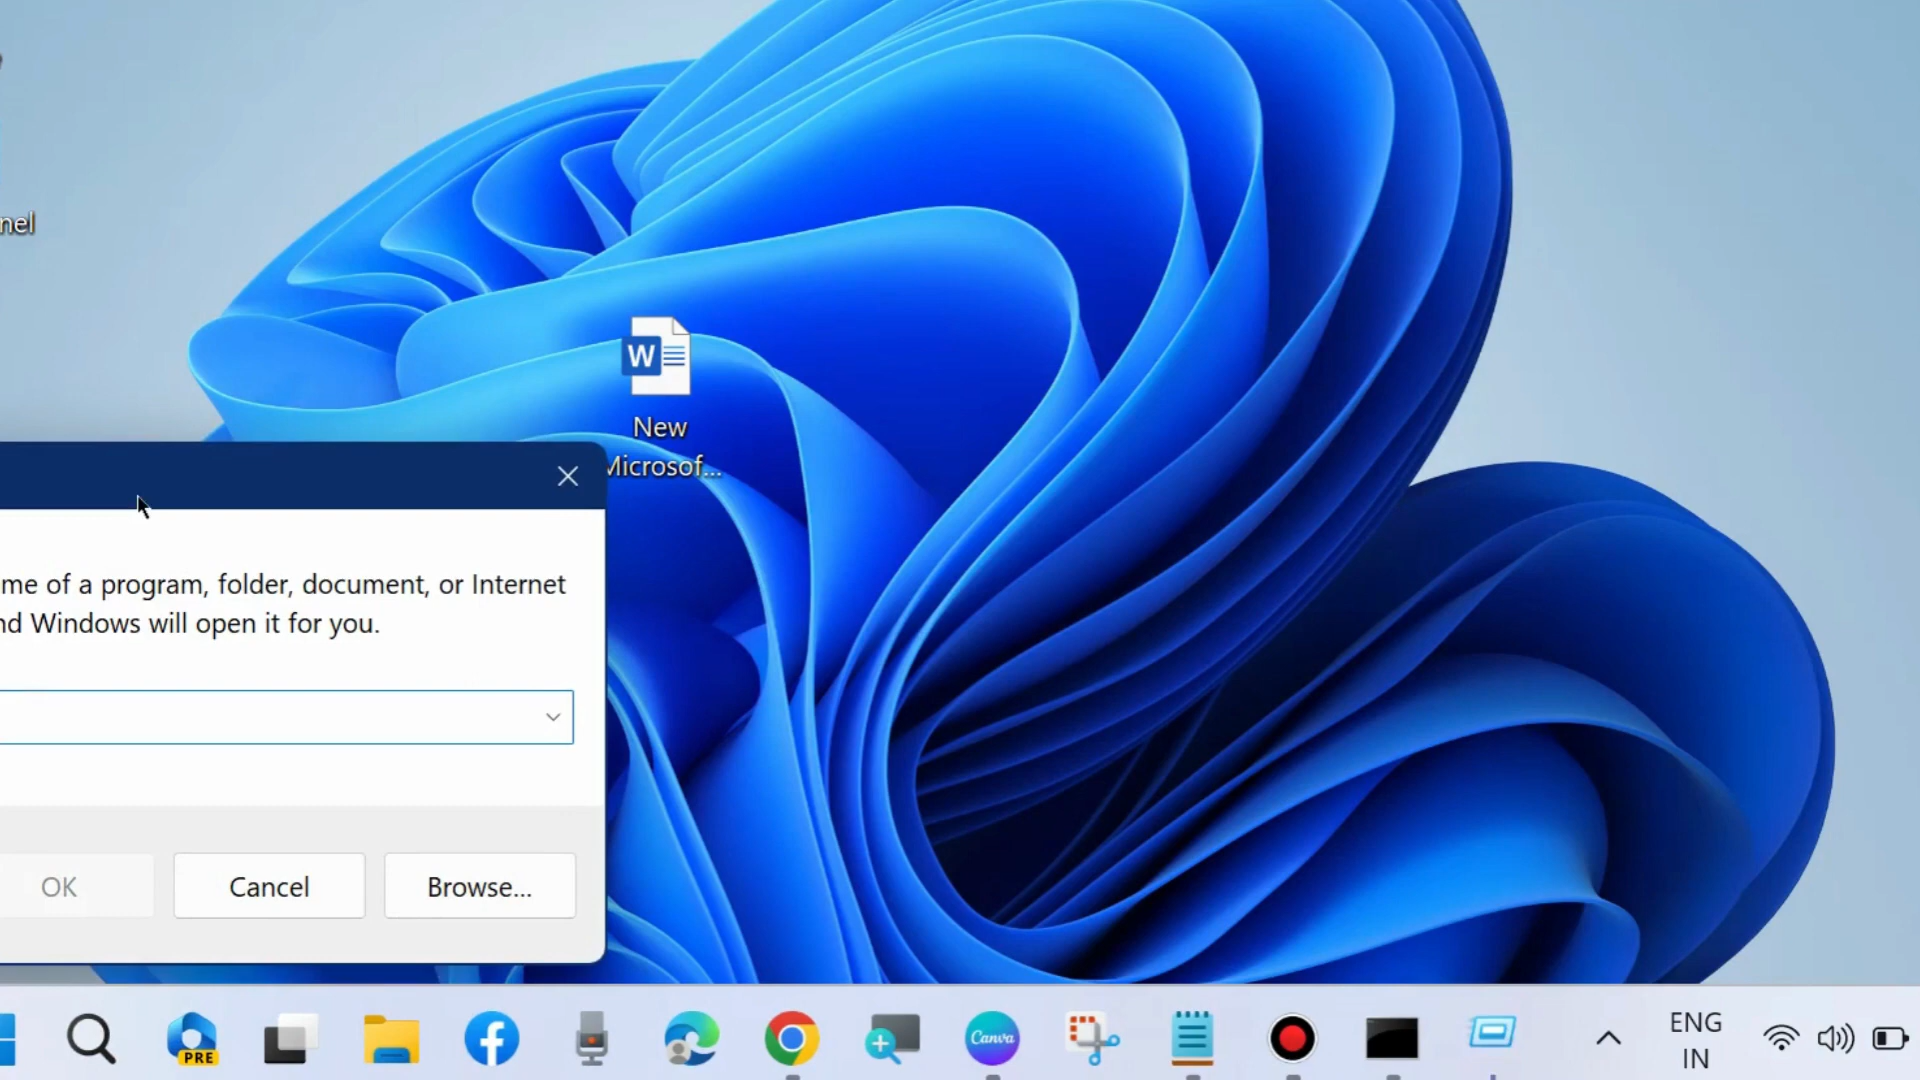 nel
New
Microsof...
me of a program, folder, document, or Internet
nd Windows will open it for you.
OK
Cancel
Browse...
W
PRE
Canva
ENG
IN